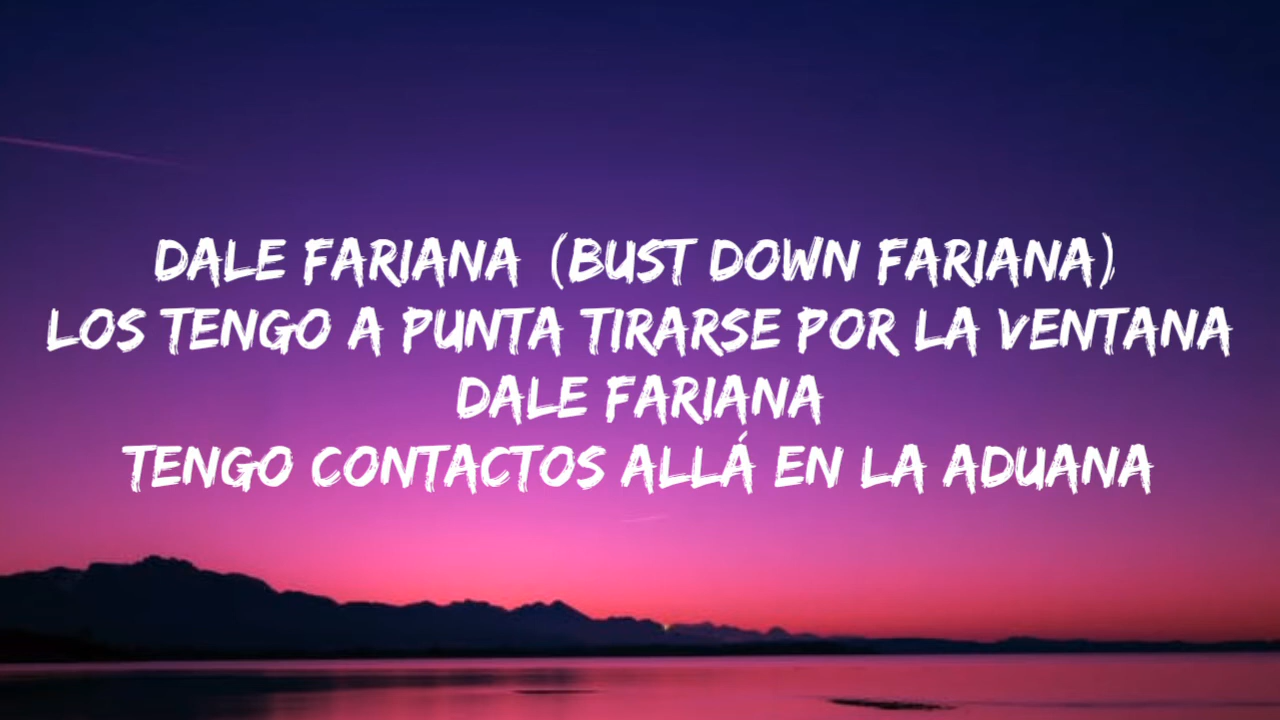 DALE FARIANA (BUST DOWN FARIANA)
LOS TENGO A PUNTA TIRARSE POR LA VENTANA
DALE FARIANA
TENGO CONTACTOS ALLÁ EN LA ADUANA